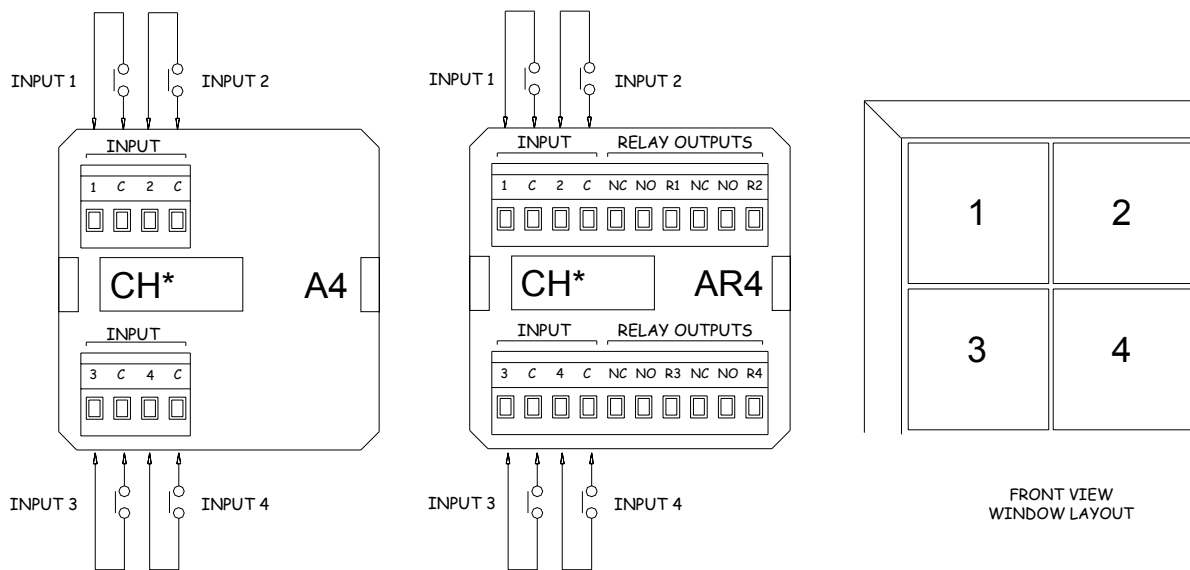 INPUT 1
INPUT 2
INPUT
1 C 2 C
CH*
A4
INPUT
3 C 4 C
INPUT 3
INPUT 4
INPUT 1
INPUT 2
INPUT
RELAY OUTPUTS
1 C 2 C NC NO R1 NC NO R2
CH*
AR4
INPUT
RELAY OUTPUTS
3 C 4 C NC NO R3 NC NO R4
INPUT 3
INPUT 4
1
2
3
4
FRONT VIEW
WINDOW LAYOUT